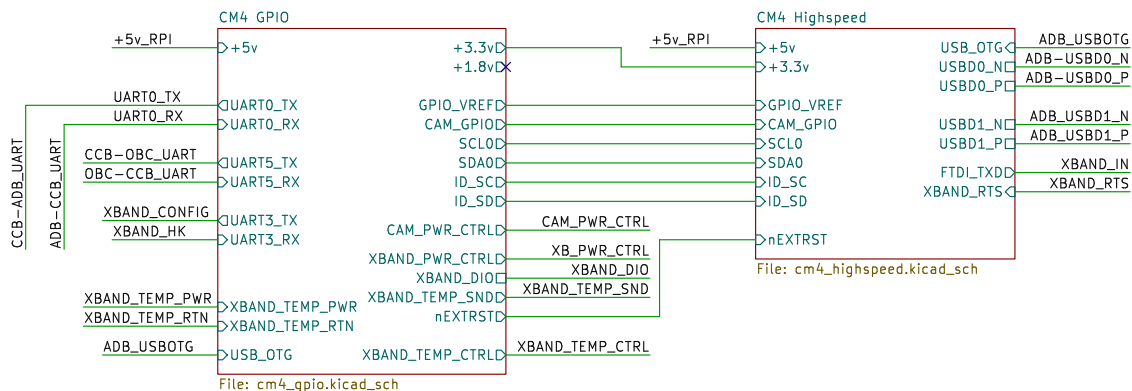 CM4 GPIO
CM4 Highspeed
+5v_RPI
+5v
+3.3v
+1.8v
+5v_RPI
+5v
+3.3v
USB_OTG
ADB_USBOTG
USBD0_N
ADB-USBD0_N
USBD0_P
ADB-USBD0_P
UART0_TX
UART0_TX
GPIO_VREF
GPIO_VREF
UART0_RX
UART0_RX
CAM_GPIO
CAM_GPIO
USBD1_N
ADB_USBD1_N
SCL0
SCL0
USBD1_P
ADB_USBD1_P
CCB-ADB_UART
ADB-CCB_UART
CCB-OBC_UART
UART5_TX
SDA0
SDA0
FTDI_TXD
XBAND_IN
OBC-CCB_UART
UART5_RX
ID_SC
ID_SC
XBAND_RTS
XBAND_RTS
ID_SD
ID_SD
XBAND_CONFIG
UART3_TX
CAM_PWR_CTRL
CAM_PWR_CTRL
XBAND_HK
UART3_RX
nEXTRST
XBAND_PWR_CTRL
XB_PWR_CTRL
File: cm4_highspeed.kicad_sch
XBAND_DIO
XBAND_DIO
XBAND_TEMP_SND
XBAND_TEMP_SND
XBAND_TEMP_PWR
XBAND_TEMP_PWR
nEXTRST
XBAND_TEMP_RTN
XBAND_TEMP_RTN
ADB_USBOTG
USB_OTG
XBAND_TEMP_CTRL
XBAND_TEMP_CTRL
File: cm4_gpio.kicad_sch